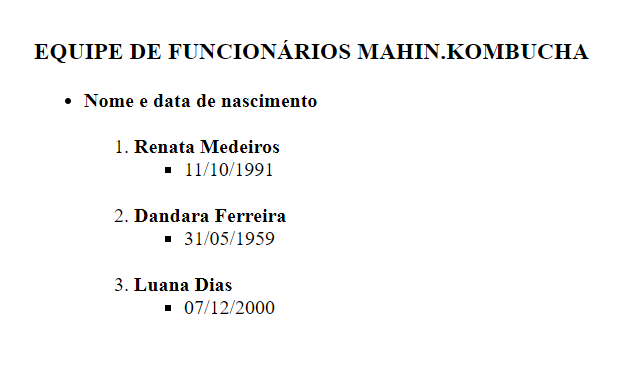 EQUIPE DE FUNCIONÁRIOS MAHIN.KOMBUCHA
Nome e data de nascimento
1. Renata Medeiros
11/10/1991
2. Dandara Ferreira
31/05/1959
3. Luana Dias
07/12/2000